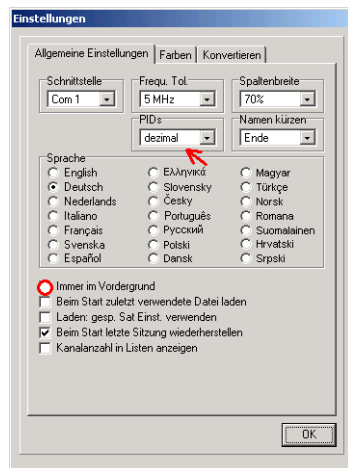 Einstellungen
Allgemeine Einstellungen Farben Konvertieren
Schnittstelle Frequ. Tol. Spaltenbreite
Com 1 5 MHz 70%
PIDs Namen kürzen
dezimal Ende
Sprache
English Ελληνικά Magyar
Deutsch Slovensky Türkçe
Nederlands Česky Norsk
Italiano Português Romana
Français Русский Suomalainen
Svenska Polski Hrvatski
Español Dansk Srpski
Immer im Vordergrund
Beim Start zuletzt verwendete Datei laden
Laden: gesp. Sat Einst. verwenden
Beim Start letzte Sitzung wiederherstellen
Kanalanzahl in Listen anzeigen
OK